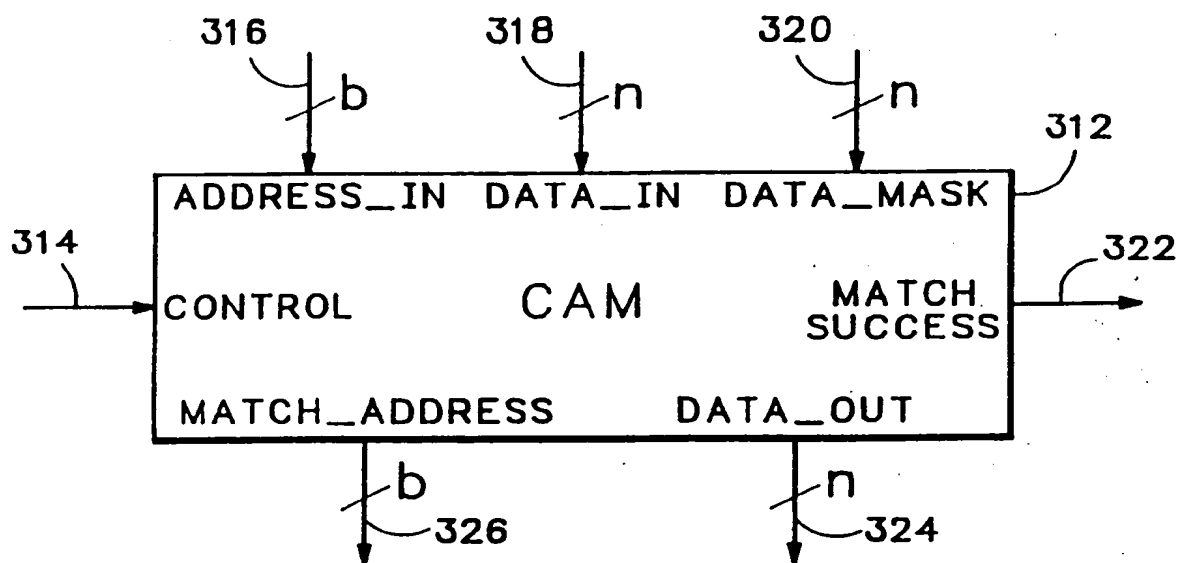 316 318 320
b n n
312
ADDRESS_IN DATA_IN DATA_MASK
314
322
CONTROL CAM MATCH SUCCESS
MATCH_ADDRESS DATA_OUT
b n
326 324